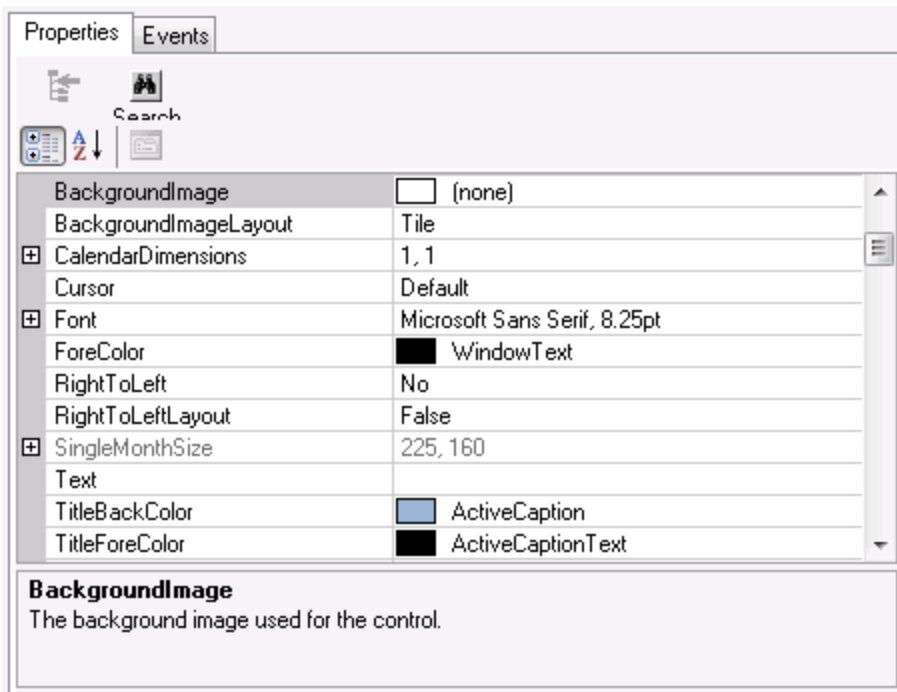 Properties Events
Search
BackgroundImage (none)
BackgroundImageLayout Tile
CalendarDimensions 1, 1
Cursor Default
Font Microsoft Sans Serif, 8.25pt
ForeColor WindowText
RightToLeft No
RightToLeftLayout False
SingleMonthSize 225, 160
Text
TitleBackColor ActiveCaption
TitleForeColor ActiveCaptionText
BackgroundImage
The background image used for the control.